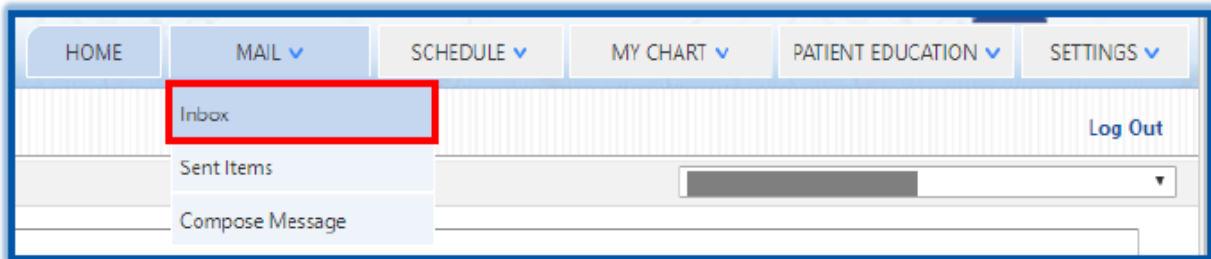 HOME MAIL SCHEDULE MY CHART PATIENT EDUCATION SETTINGS
Inbox
Log Out
Sent Items
Compose Message